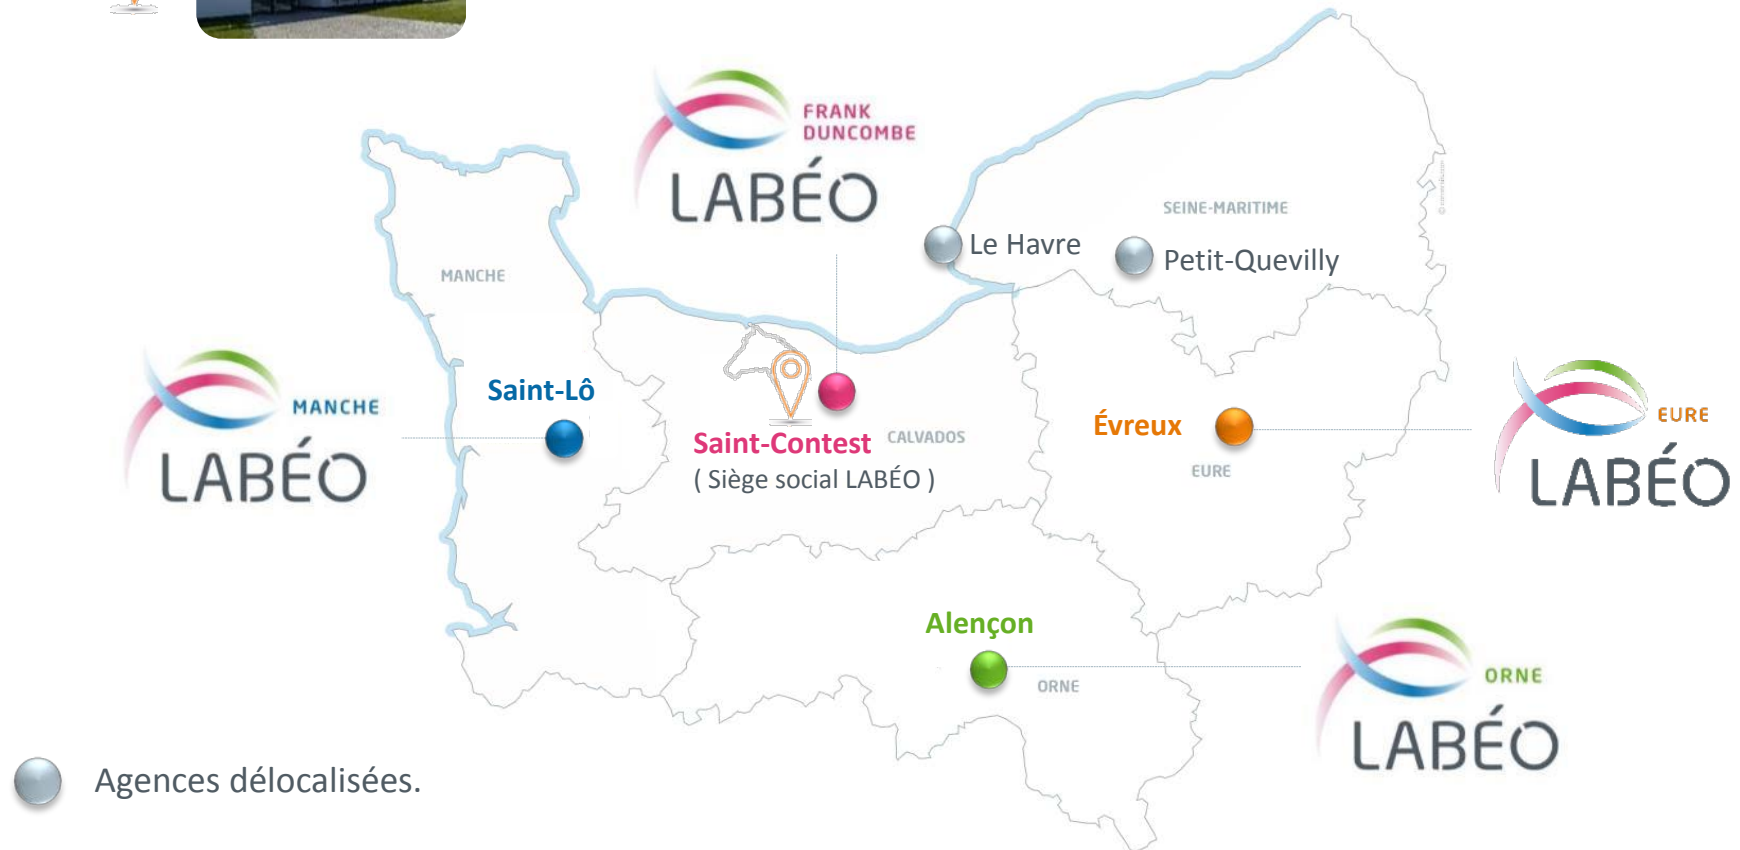 FRANK
DUNCOMBE
LABÉO
SEINE-MARITIME
Le Havre
Petit-Quevilly
MANCHE
MANCHE
LABÉO
Saint-Lô
Saint-Contest
( Siège social LABÉO )
CALVADOS
Évreux
EURE
EURE
LABÉO
Alençon
ORNE
ORNE
LABÉO
Agences délocalisées.